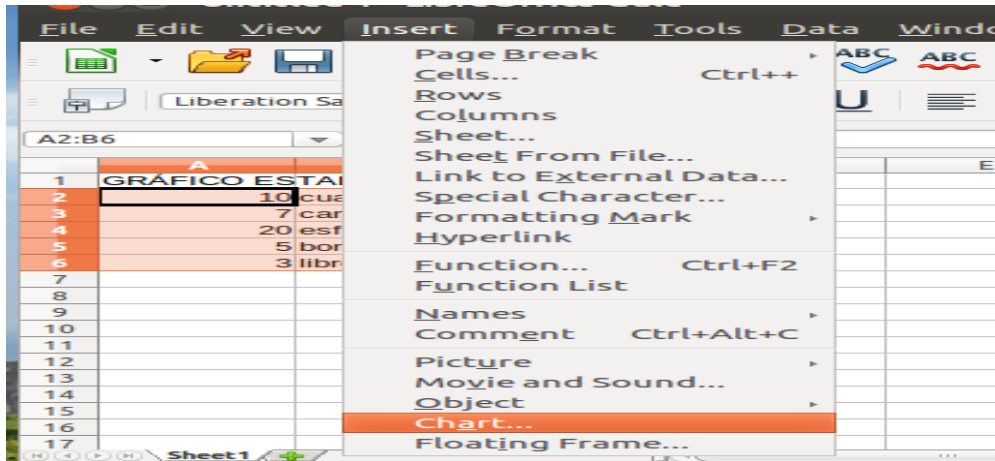 File Edit View Insert Format Tools Data
ABC ABC
Liberation Sa U
A2:B6
A E
1 GRÁFICO ESTA
2 10 cua
3 7 car
4 20 esf
5 5 bor
6 3 libr
7
8
9
10
11
12
13
14
15
16
17
Page Break
Cells... Ctrl++
Rows
Columns
Sheet...
Sheet From File...
Link to External Data...
Special Character...
Formatting Mark
Hyperlink
Function... Ctrl+F2
Function List
Names
Comment Ctrl+Alt+C
Picture
Movie and Sound...
Object
Chart...
Floating Frame...
Sheet1